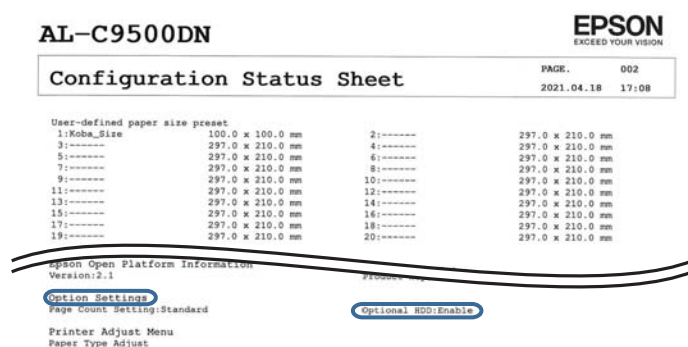 AL-C9500DN
EPSON
EXCEED YOUR VISION
Configuration Status Sheet
PAGE. 002
2021.04.18 17:08
User-defined paper size preset
1:Koba_Size 100.0 x 100.0 mm 2:------ 297.0 x 210.0 mm
3:------ 297.0 x 210.0 mm 4:------ 297.0 x 210.0 mm
5:------ 297.0 x 210.0 mm 6:------ 297.0 x 210.0 mm
7:------ 297.0 x 210.0 mm 8:------ 297.0 x 210.0 mm
9:------ 297.0 x 210.0 mm 10:------ 297.0 x 210.0 mm
11:------ 297.0 x 210.0 mm 12:------ 297.0 x 210.0 mm
13:------ 297.0 x 210.0 mm 14:------ 297.0 x 210.0 mm
15:------ 297.0 x 210.0 mm 16:------ 297.0 x 210.0 mm
17:------ 297.0 x 210.0 mm 18:------ 297.0 x 210.0 mm
19:------ 297.0 x 210.0 mm 20:------ 297.0 x 210.0 mm
Epson Open Platform Information
Version:2.1
Option Settings
Page Count Setting:Standard Optional HDD:Enable
Printer Adjust Menu
Paper Type Adjust